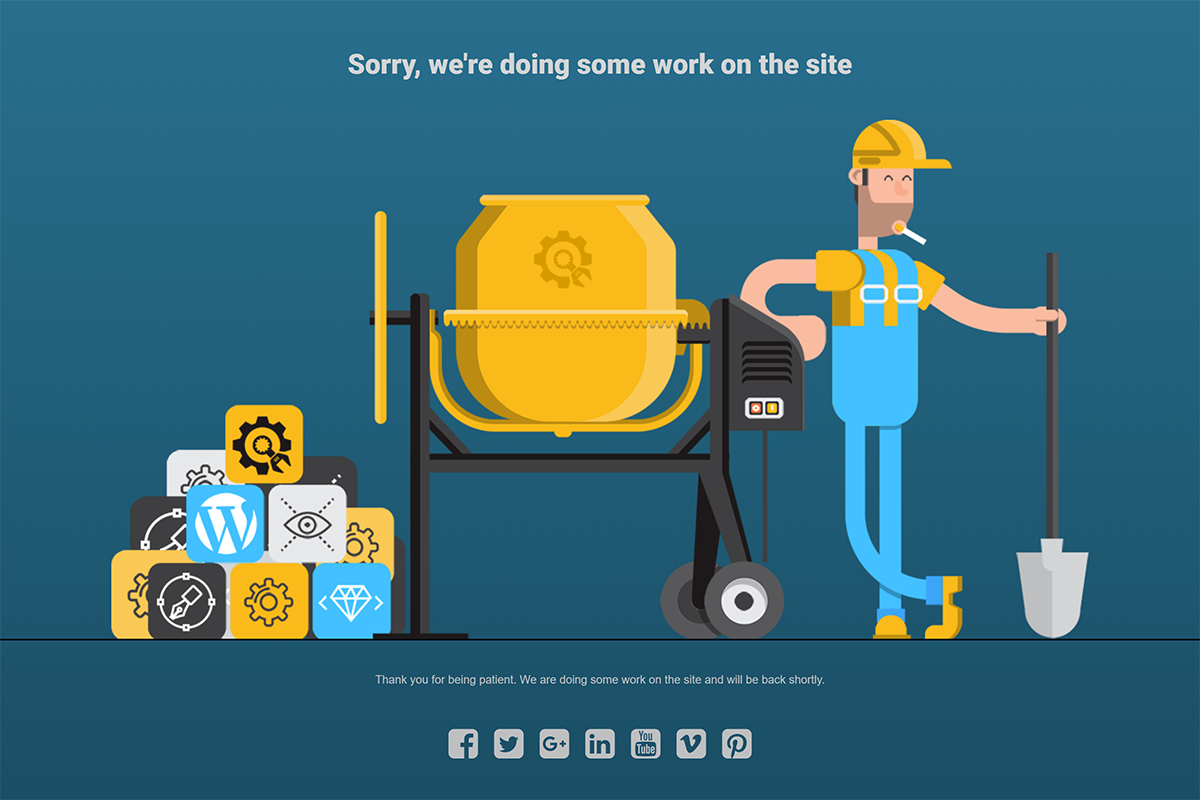 Sorry, we're doing some work on the site
Thank you for being patient. We are doing some work on the site and will be back shortly.
You
Tube